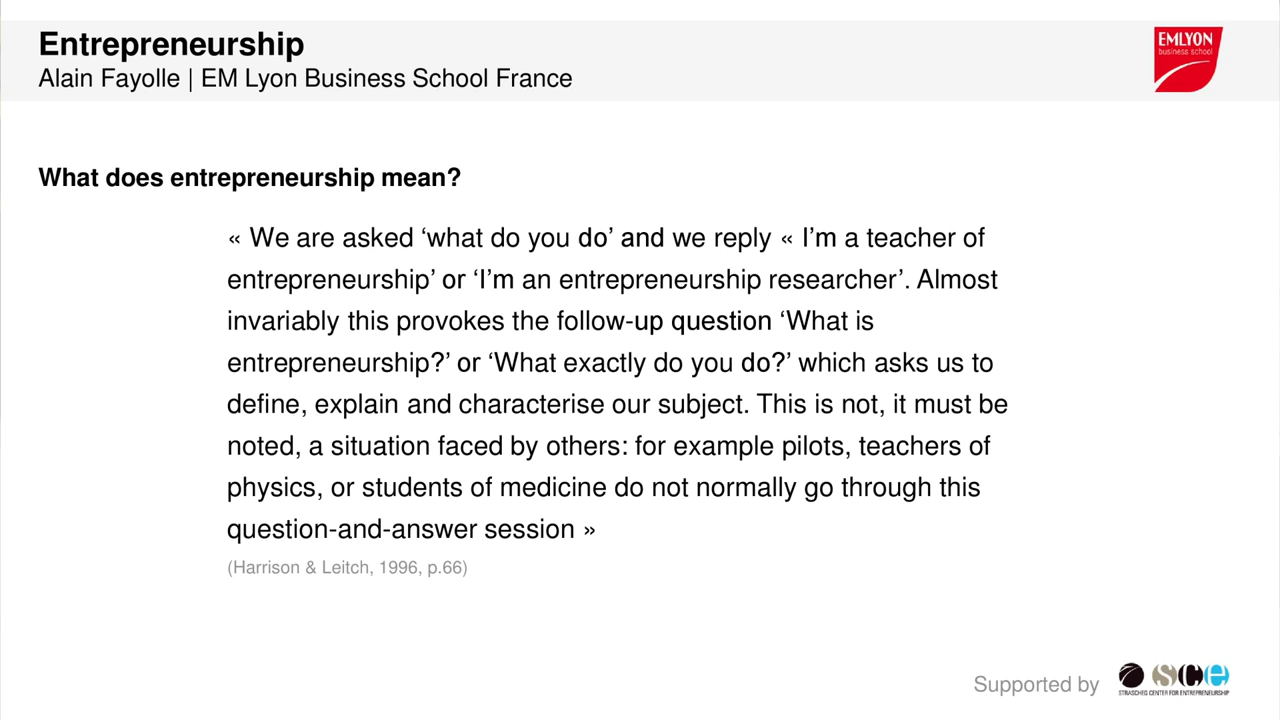 Entrepreneurship
Alain Fayolle | EM Lyon Business School France
EMLYON
business school
What does entrepreneurship mean?
« We are asked ‘what do you do’ and we reply « I’m a teacher of
entrepreneurship’ or ‘I’m an entrepreneurship researcher’. Almost
invariably this provokes the follow-up question ‘What is
entrepreneurship?’ or ‘What exactly do you do?’ which asks us to
define, explain and characterise our subject. This is not, it must be
noted, a situation faced by others: for example pilots, teachers of
physics, or students of medicine do not normally go through this
question-and-answer session »
(Harrison & Leitch, 1996, p.66)
Supported by
sce
STRASCHEG CENTER FOR ENTREPRENEURSHIP